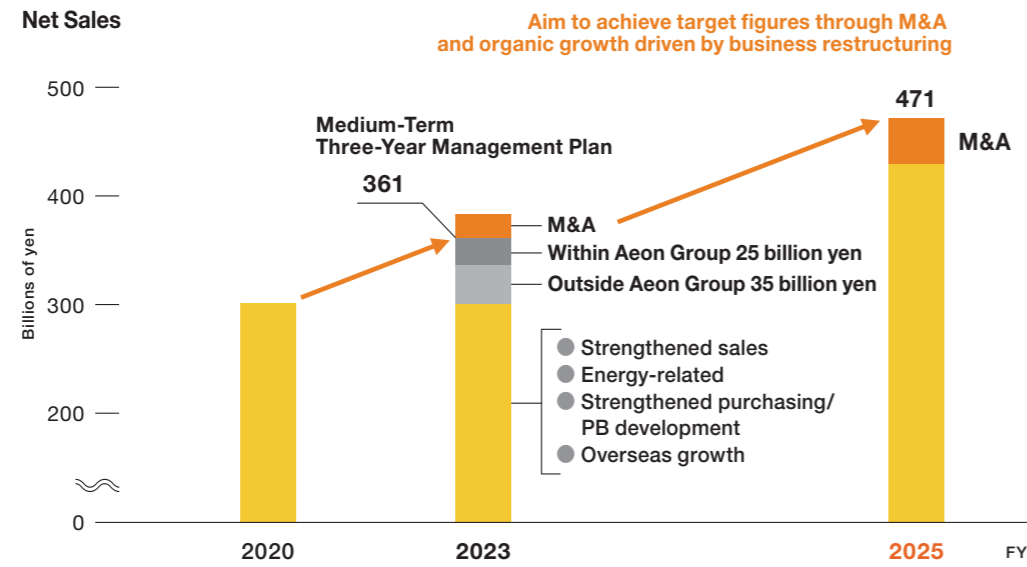 Net Sales
Aim to achieve target figures through M&A
and organic growth driven by business restructuring
Billions of yen
500
400
300
200
0
Medium-Term
Three-Year Management Plan
361
M&A
Within Aeon Group 25 billion yen
Outside Aeon Group 35 billion yen
Strengthened sales
Energy-related
Strengthened purchasing/
PB development
Overseas growth
471
M&A
2020
2023
2025
FY